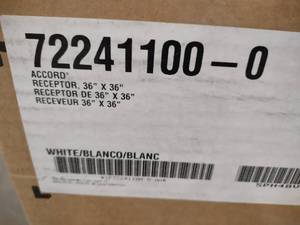 72241100-0
ACCORD®
RECEPTOR, 36" X 36"
RECEPTOR DE 36" X 36"
RECEVEUR 36" X 36"
WHITE/BLANCO/BLANC